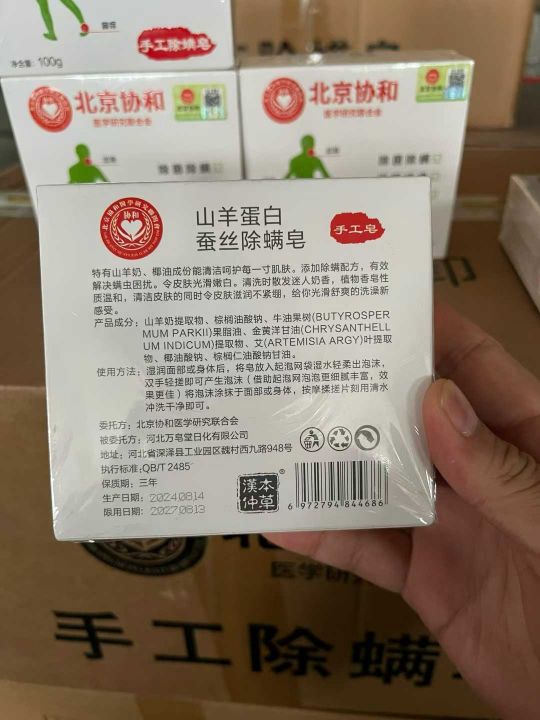 手工除螨皂
净含量: 100g
北京协和
医学研究联合会
北京协和
医学研究联合会
除螨
协和
山羊蛋白
蚕丝除螨皂
手工皂
特有山羊奶、椰油成份能清洁呵护每一寸肌肤。添加除螨配方,有效
解决螨虫困扰。令皮肤光滑嫩白。清洗时散发迷人奶香,植物香皂性
质温和,清洁皮肤的同时令皮肤滋润不紧绷,给你光滑舒爽的洗澡新
感受。
产品成分: 山羊奶提取物、棕榈油酸钠、牛油果树(BUTYROSPER
MUM PARKII)果脂油、金黄洋甘油(CHRYSANTHELL
UM INDICUM)提取物、艾(ARTEMISIA ARGY)叶提取
物、椰油酸钠、棕榈仁油酸钠甘油。
使用方法: 湿润面部或身体后,将皂放入起泡网袋湿水轻柔出泡沫,
双手轻搓即可产生泡沫(借助起泡网泡泡更细腻丰富,效
果更佳)将泡沫涂抹于面部或身体,按摩揉搓片刻用清水
冲洗干净即可。
委托方: 北京协和医学研究联合会
被委托方: 河北万皂堂日化有限公司
地址: 河北省深泽县工业园区魏村西九路948号
执行标准:QB/T 2485
保质期: 三年
生产日期: 20240814
限用日期: 20270813
漢本
仲草
6 972794 844686
医学研
手工除螨